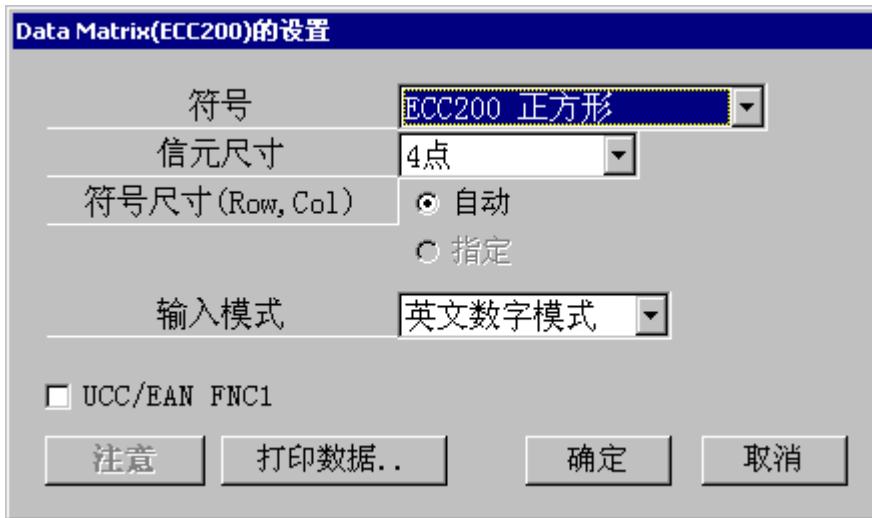 Data Matrix(ECC200)的设置
符号 ECC200 正方形
信元尺寸 4点
符号尺寸(Row,Col) 自动
指定
输入模式 英文数字模式
UCC/EAN FNC1
注意 打印数据.. 确定 取消